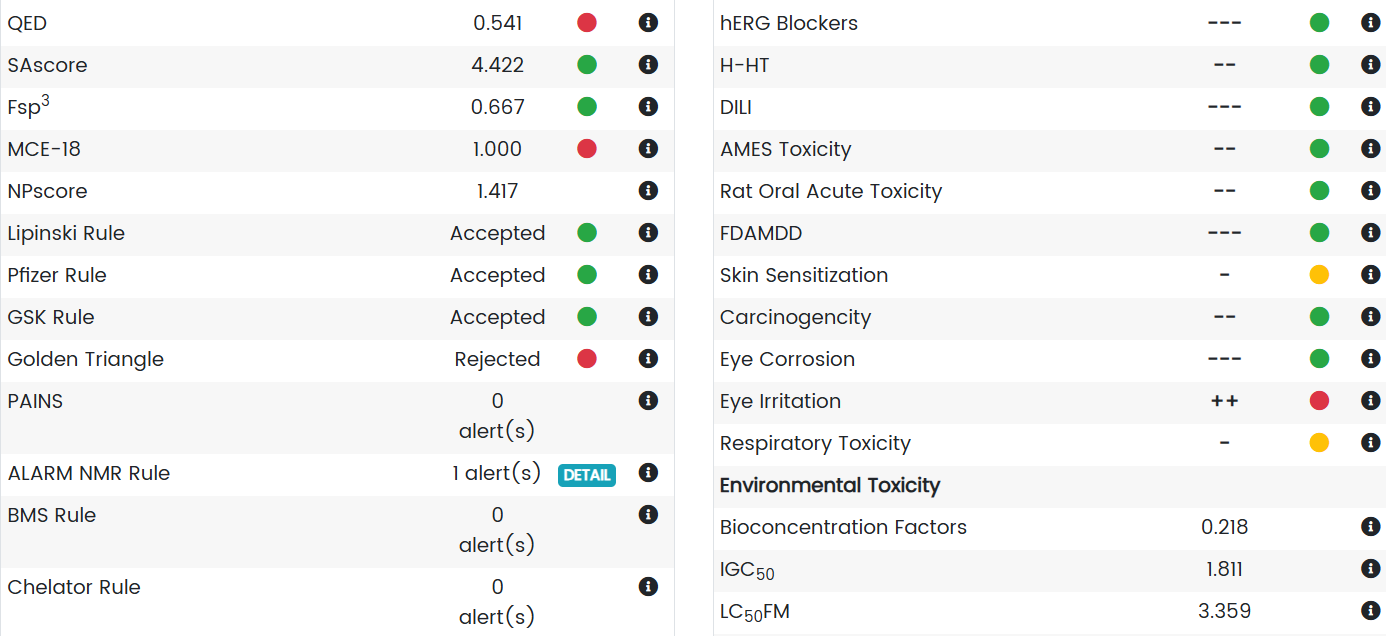 QED 0.541
SAscore 4.422
Fsp³ 0.667
MCE-18 1.000
NPscore 1.417
Lipinski Rule Accepted
Pfizer Rule Accepted
GSK Rule Accepted
Golden Triangle Rejected
PAINS 0
alert(s)
ALARM NMR Rule 1 alert(s) DETAIL
BMS Rule 0
alert(s)
Chelator Rule 0
alert(s)
hERG Blockers ---
H-HT --
DILI ---
AMES Toxicity --
Rat Oral Acute Toxicity --
FDAMDD ---
Skin Sensitization -
Carcinogencity --
Eye Corrosion ---
Eye Irritation ++
Respiratory Toxicity -
Environmental Toxicity
Bioconcentration Factors 0.218
IGC₅₀ 1.811
LC₅₀FM 3.359